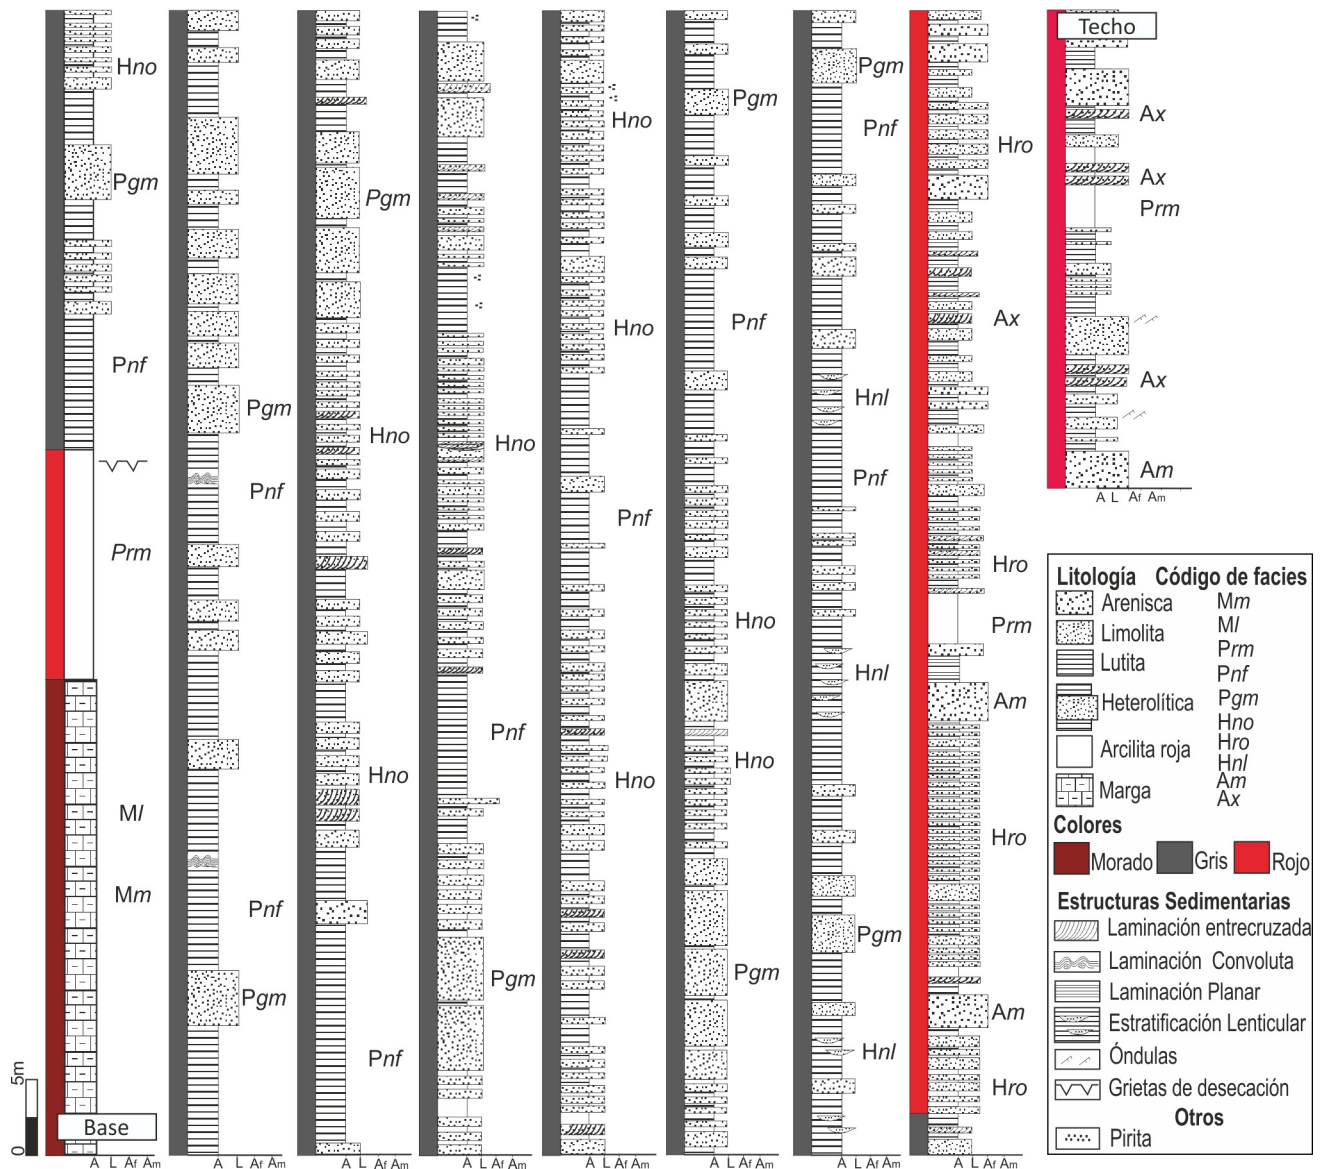 Hno
Pgm
Pnf
Prm
Ml
Mm
5m
0
Base
A L Af Am
Pgm
Pnf
Pnf
Pgm
A L Af Am
Pgm
Hno
Hno
Pnf
A L Af Am
Hno
Pnf
Pgm
A L Af Am
Hno
Hno
Pnf
Hno
A L Af Am
Pgm
Pnf
Hno
Hno
Pgm
A L Af Am
Pgm
Pnf
Hnl
Pnf
Hnl
Pgm
Hnl
A L Af Am
Hro
Ax
Hro
Prm
Am
Hro
Am
Hro
A L Af Am
Techo
Ax
Ax
Prm
Ax
Am
A L Af Am
Litología Código de facies
Arenisca
Limolita
Lutita
Heterolítica
Arcilita roja
Marga
Mm
Ml
Prm
Pnf
Pgm
Hno
Hro
Hnl
Am
Ax
Colores
Morado Gris Rojo
Estructuras Sedimentarias
Laminación entrecruzada
Laminación Convoluta
Laminación Planar
Estratificación Lenticular
Óndulas
Grietas de desecación
Otros
Pirita